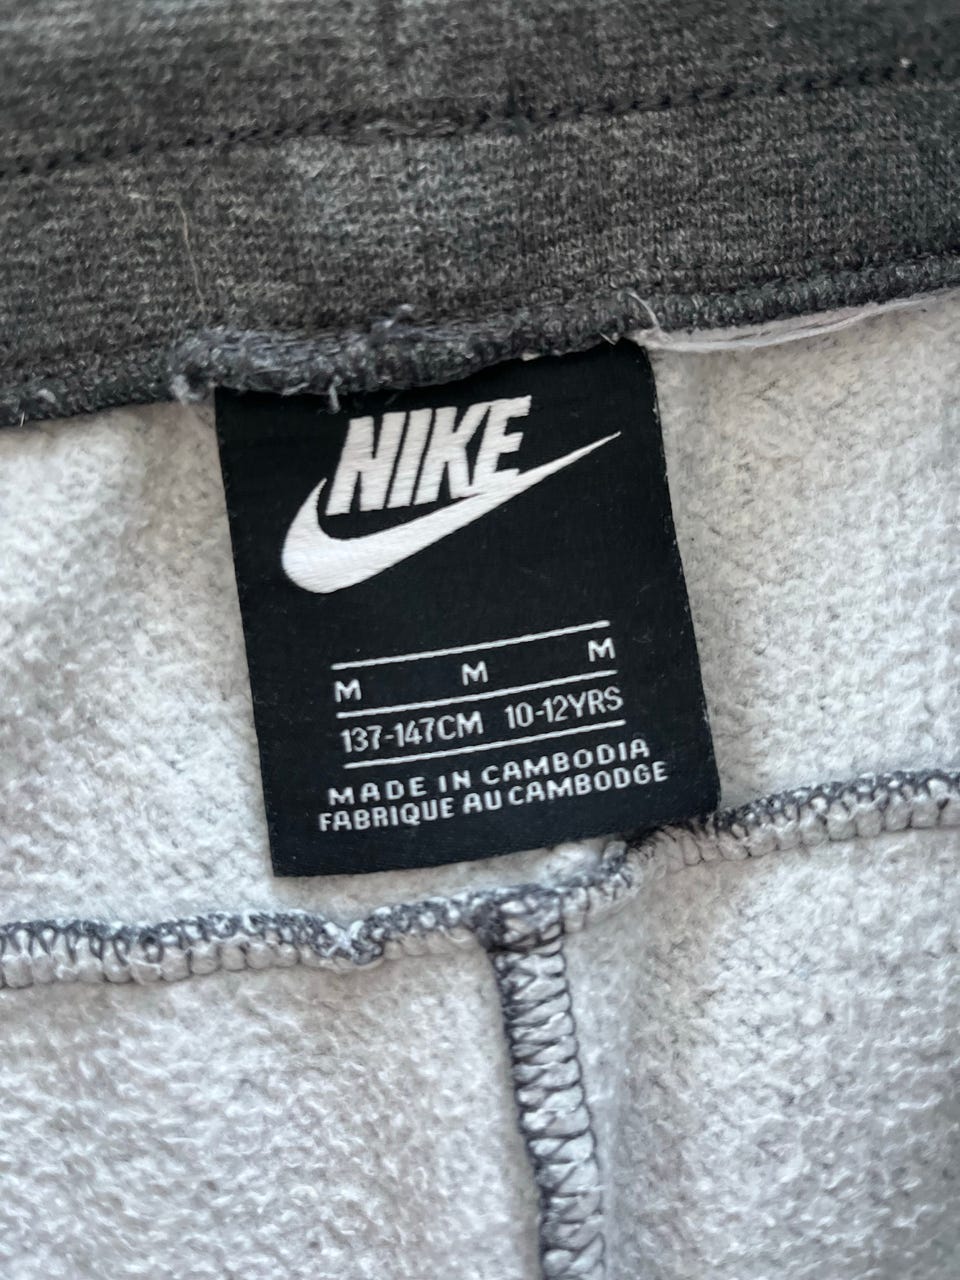 NIKE
M M M
137-147CM 10-12YRS
MADE IN CAMBODIA
FABRIQUE AU CAMBODGE